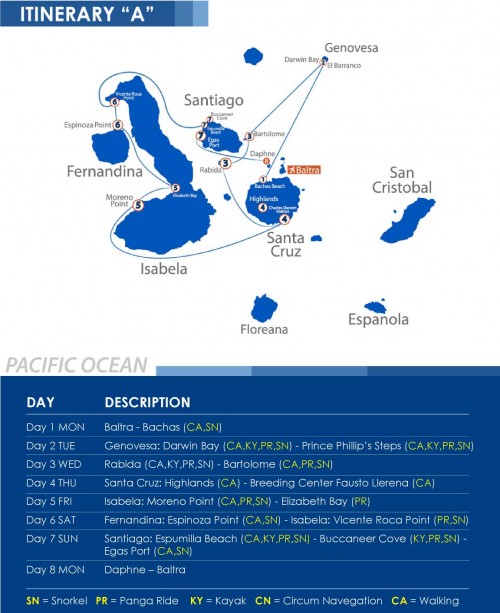 ITINERARY “A”
Genovesa
Darwin Bay
El Barranco
Vicente Roca
Point
6
Santiago
Buccaneer
Cove
7
Espumilla
Beach
7
Egas
Port
Bartolome
3
Espinoza Point
6
Daphne
8
Rabida
3
Baltra
1
Bachas Beach
Fernandina
Highlands
4
Charles Darwin
Station
4
San
Cristobal
Moreno
Point
5
5
Elizabeth Bay
Santa
Cruz
Isabela
Floreana
Española
PACIFIC OCEAN
DAY DESCRIPTION
Day 1 MON Baltra - Bachas (CA,SN)
Day 2 TUE Genovesa: Darwin Bay (CA,KY,PR,SN) - Prince Phillip’s Steps (CA,KY,PR,SN)
Day 3 WED Rabida (CA,KY,PR,SN) - Bartolome (CA,PR,SN)
Day 4 THU Santa Cruz: Highlands (CA) - Breeding Center Fausto Llerena (CA)
Day 5 FRI Isabela: Moreno Point (CA,PR,SN) - Elizabeth Bay (PR)
Day 6 SAT Fernandina: Espinoza Point (CA,SN) - Isabela: Vicente Roca Point (PR,SN)
Day 7 SUN Santiago: Espumilla Beach (CA,KY,PR,SN) - Buccaneer Cove (KY,PR,SN) -
Egas Port (CA,SN)
Day 8 MON Daphne – Baltra
SN = Snorkel PR = Panga Ride KY = Kayak CN = Circum Navegation CA = Walking